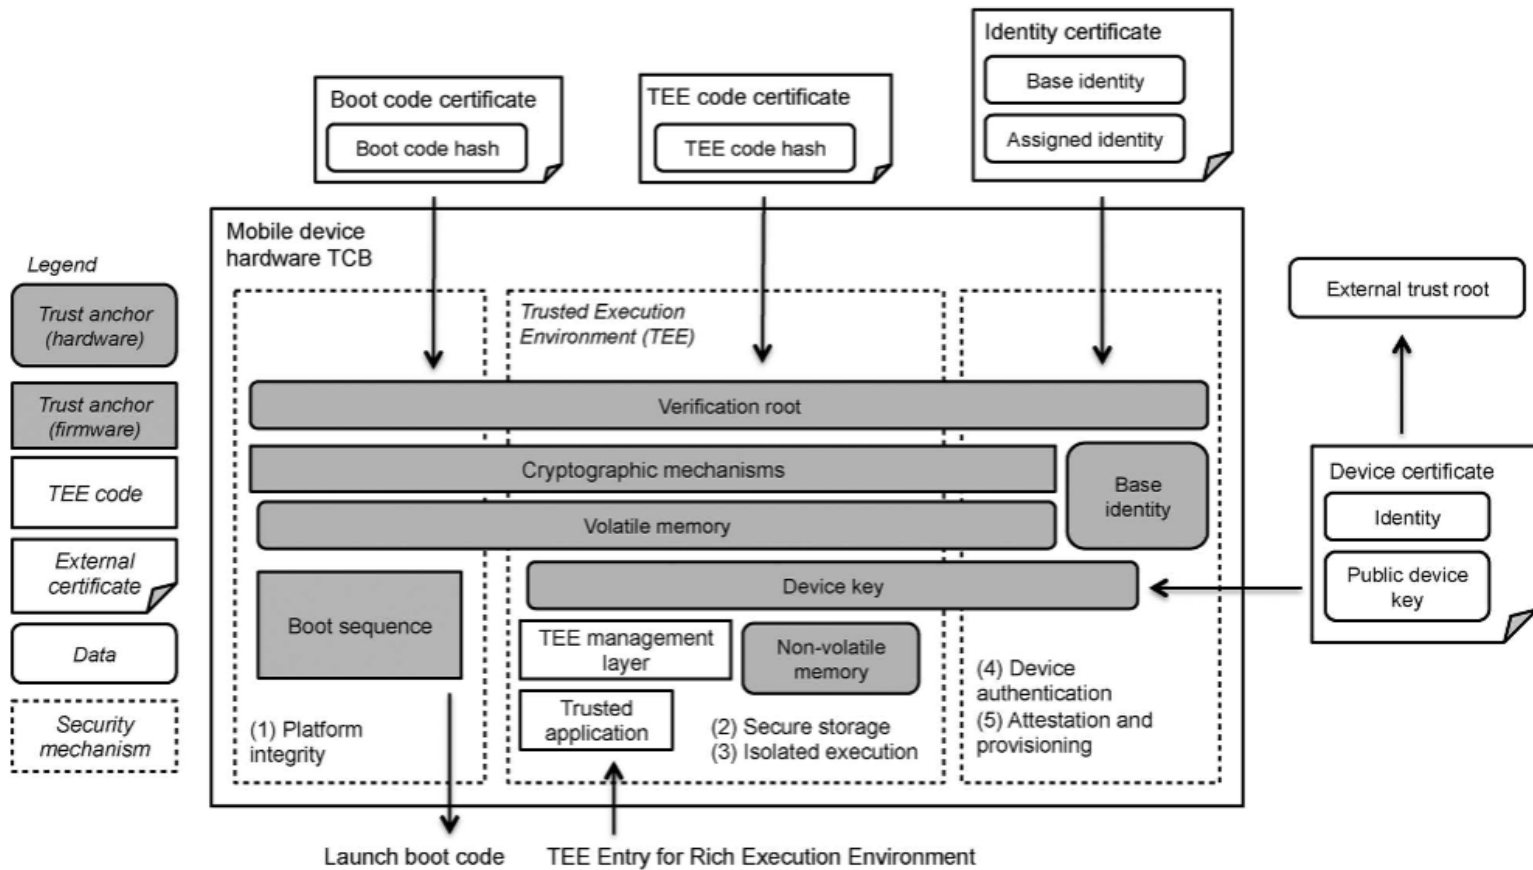 Identity certificate
Base identity
Assigned identity
Boot code certificate
Boot code hash
TEE code certificate
TEE code hash
Mobile device
hardware TCB
Legend
Trust anchor
(hardware)
Trust anchor
(firmware)
TEE code
External
certificate
Data
Security
mechanism
Trusted Execution
Environment (TEE)
Verification root
Cryptographic mechanisms
Volatile memory
Base
identity
Device key
Boot sequence
TEE management
layer
Non-volatile
memory
Trusted
application
(1) Platform
integrity
(2) Secure storage
(3) Isolated execution
(4) Device
authentication
(5) Attestation and
provisioning
External trust root
Device certificate
Identity
Public device
key
Launch boot code
TEE Entry for Rich Execution Environment